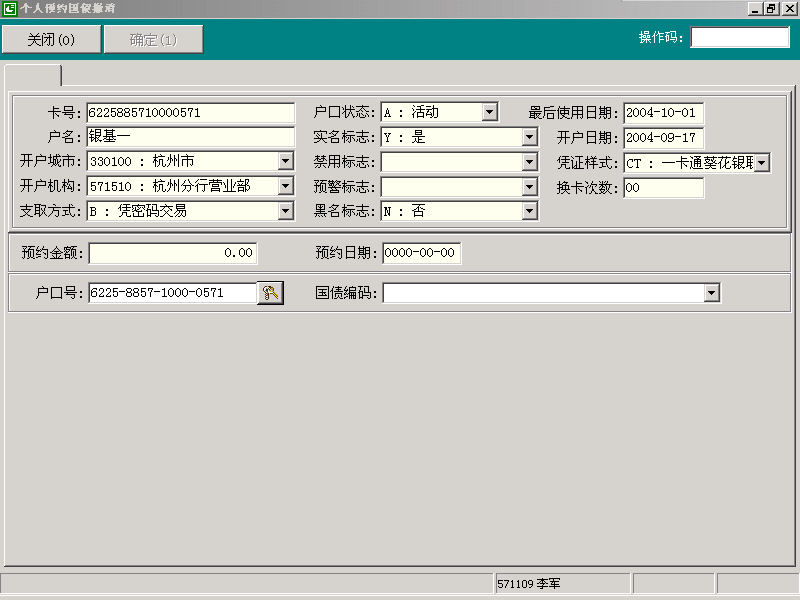 个人预约国债撤消
关闭(O) 确定(1) 操作码:
卡号: 6225885710000571 户口状态: A : 活动 最后使用日期: 2004-10-01
户名: 银基一 实名标志: Y : 是 开户日期: 2004-09-17
开户城市: 330100 : 杭州市 禁用标志: 凭证样式: CT : 一卡通葵花银联
开户机构: 571510 : 杭州分行营业部 预警标志: 换卡次数: 00
支取方式: B : 凭密码交易 黑名标志: N : 否
预约金额: 0.00 预约日期: 0000-00-00
户口号: 6225-8857-1000-0571 国债编码:
571109 李军